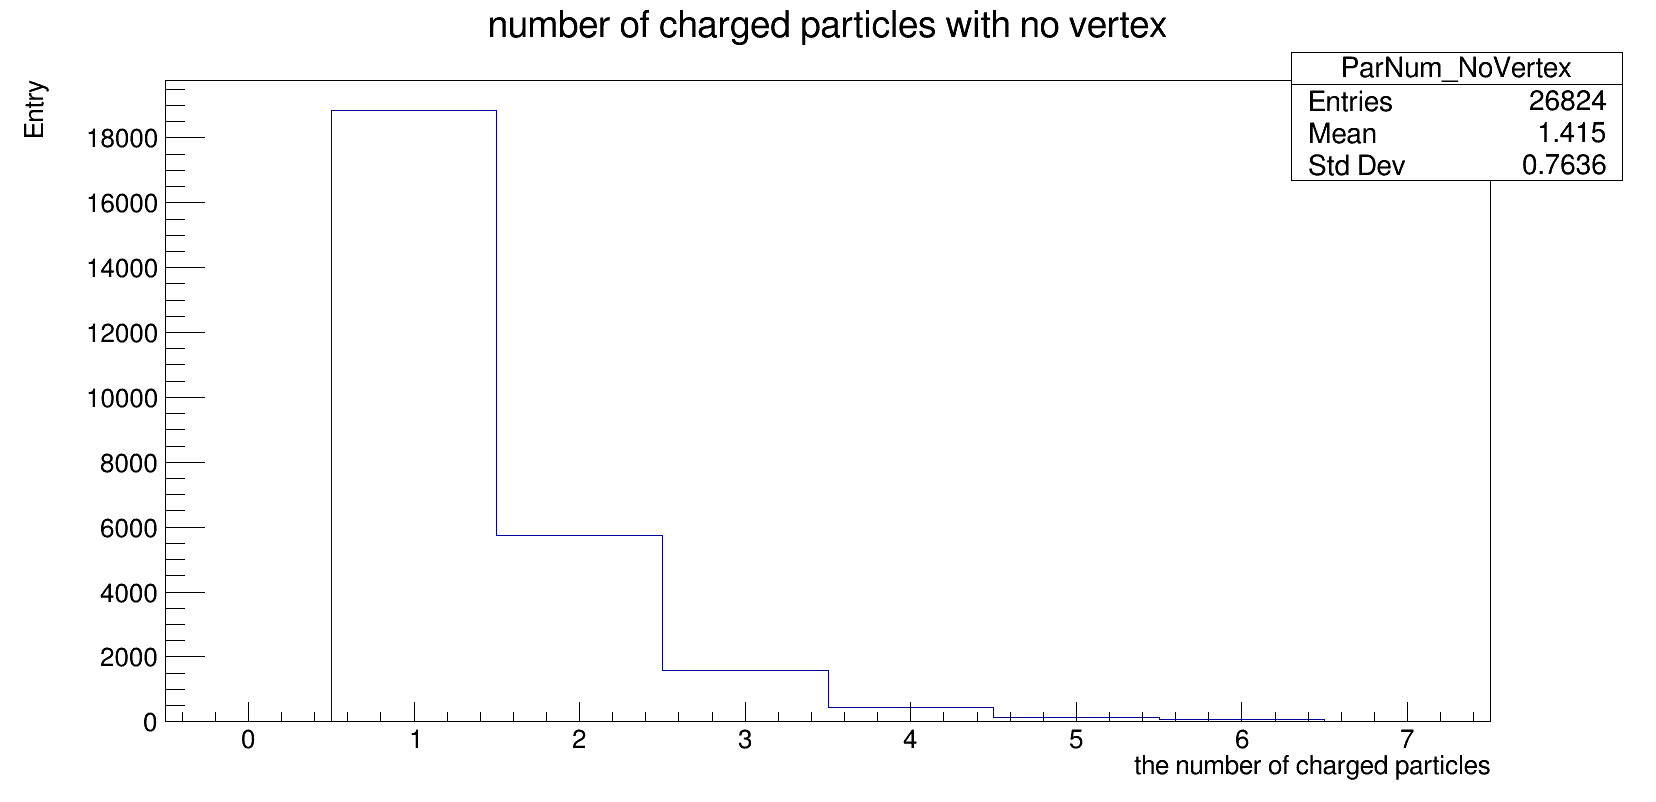 number of charged particles with no vertex
ParNum_NoVertex
Entries 26824
Mean 1.415
Std Dev 0.7636
Entry
18000
16000
14000
12000
10000
8000
6000
4000
2000
0
0 1 2 3 4 5 6 7
the number of charged particles